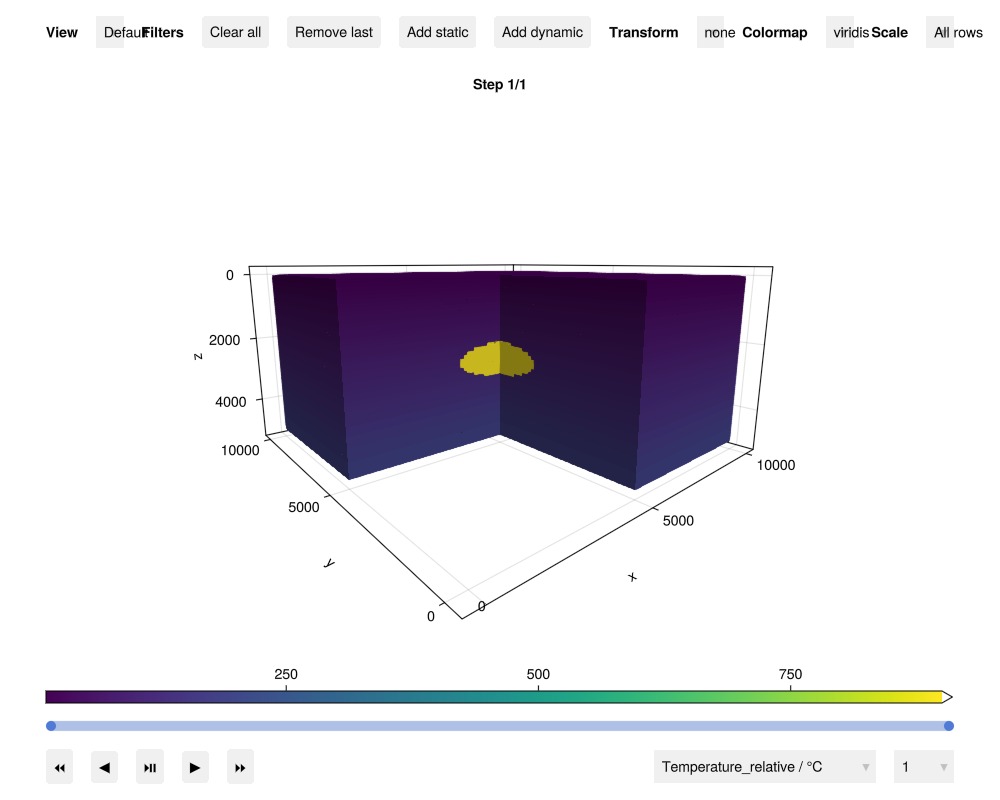 View Default Filters Clear all Remove last Add static Add dynamic Transform none Colormap viridis Scale All rows
Step 1/1
0
2000
z
4000
10000
10000
5000
5000
y
x
0
0
250 500 750
Temperature_relative / °C 1